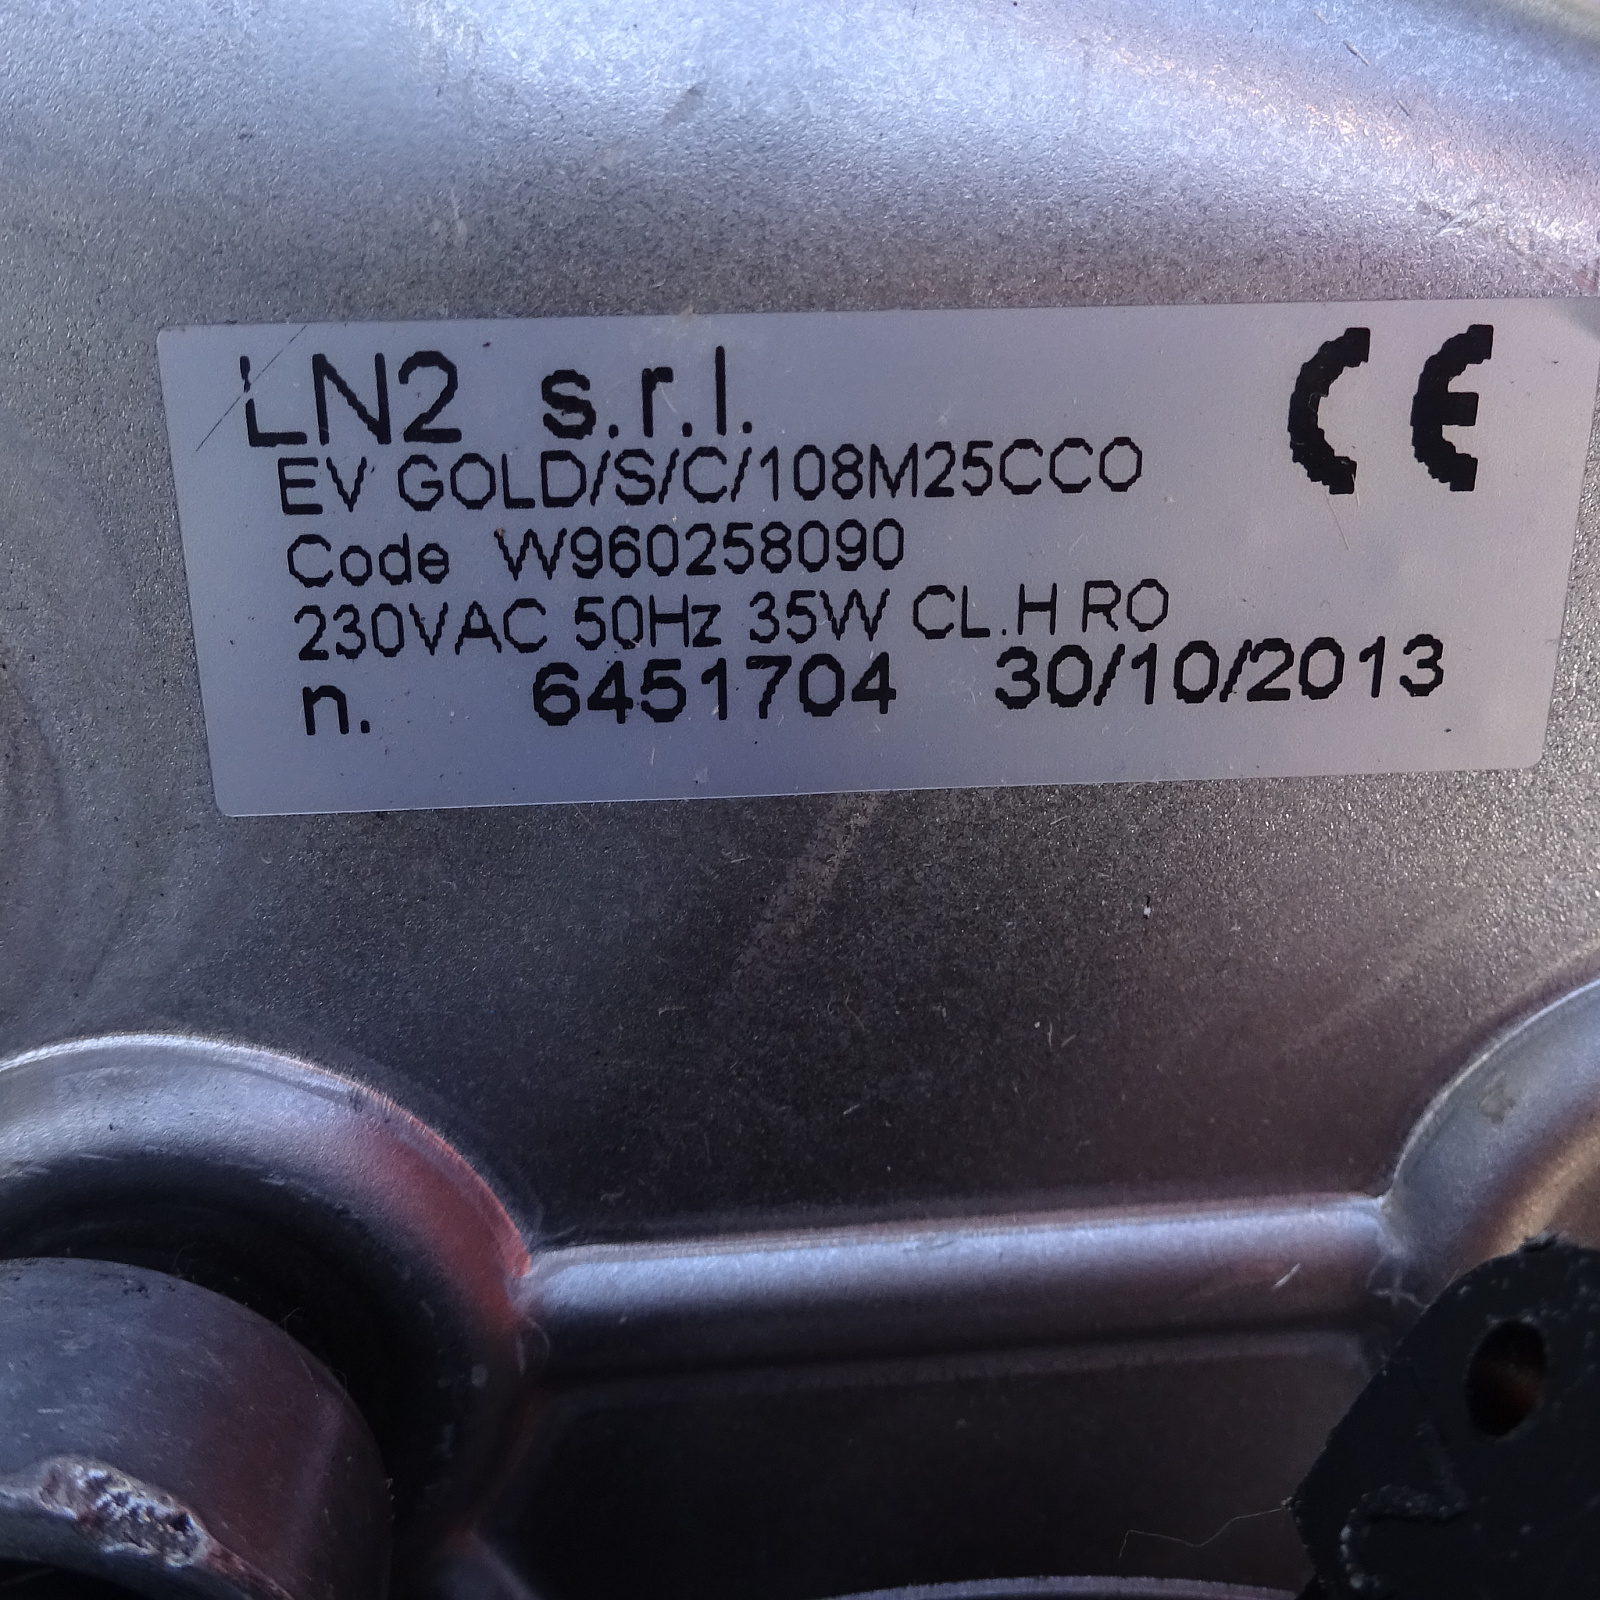 LN2 s.r.l. CE
EV GOLD/S/C/108M25CCO
Code W960258090
230VAC 50Hz 35W CL.H RO
n. 6451704 30/10/2013